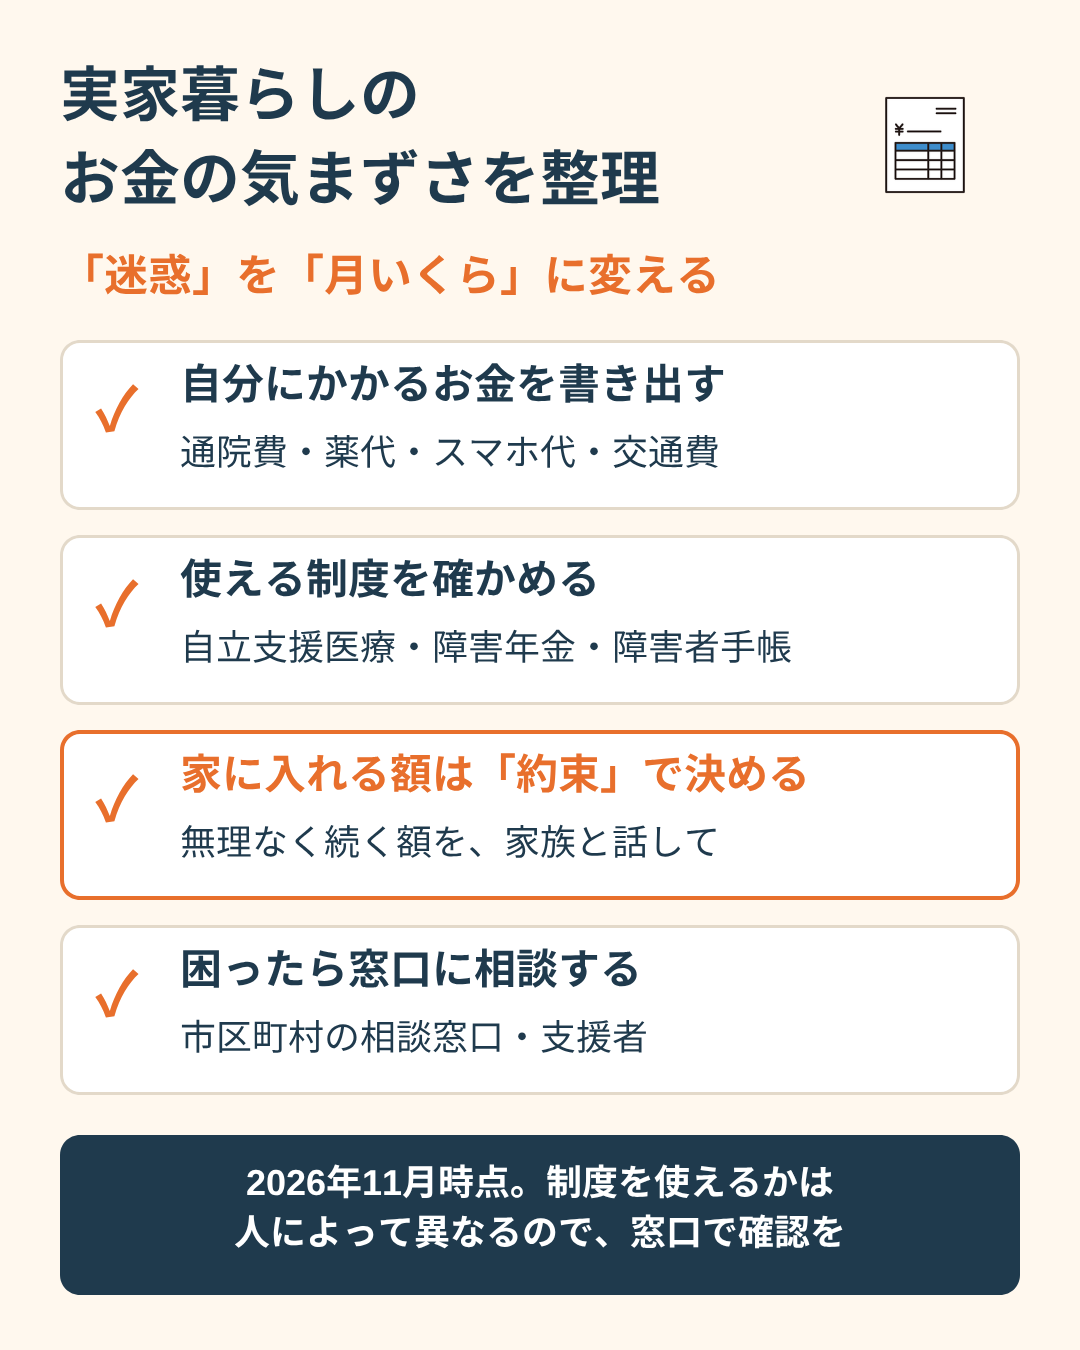 実家暮らしの
お金の気まずさを整理
¥
「迷惑」を「月いくら」に変える
自分にかかるお金を書き出す
通院費・薬代・スマホ代・交通費
使える制度を確かめる
自立支援医療・障害年金・障害者手帳
家に入れる額は「約束」で決める
無理なく続く額を、家族と話して
困ったら窓口に相談する
市区町村の相談窓口・支援者
2026年11月時点。制度を使えるかは
人によって異なるので、窓口で確認を